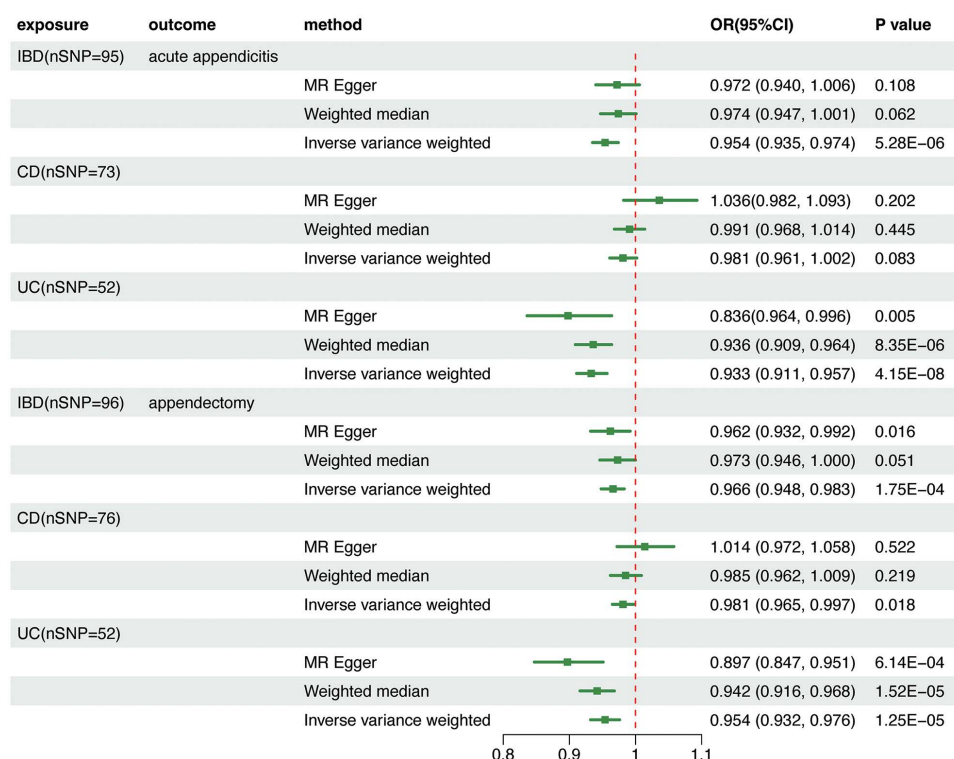 exposure outcome method OR(95%CI) P value
IBD(nSNP=95) acute appendicitis
MR Egger 0.972 (0.940, 1.006) 0.108
Weighted median 0.974 (0.947, 1.001) 0.062
Inverse variance weighted 0.954 (0.935, 0.974) 5.28E−06
CD(nSNP=73)
MR Egger 1.036(0.982, 1.093) 0.202
Weighted median 0.991 (0.968, 1.014) 0.445
Inverse variance weighted 0.981 (0.961, 1.002) 0.083
UC(nSNP=52)
MR Egger 0.836(0.964, 0.996) 0.005
Weighted median 0.936 (0.909, 0.964) 8.35E−06
Inverse variance weighted 0.933 (0.911, 0.957) 4.15E−08
IBD(nSNP=96) appendectomy
MR Egger 0.962 (0.932, 0.992) 0.016
Weighted median 0.973 (0.946, 1.000) 0.051
Inverse variance weighted 0.966 (0.948, 0.983) 1.75E−04
CD(nSNP=76)
MR Egger 1.014 (0.972, 1.058) 0.522
Weighted median 0.985 (0.962, 1.009) 0.219
Inverse variance weighted 0.981 (0.965, 0.997) 0.018
UC(nSNP=52)
MR Egger 0.897 (0.847, 0.951) 6.14E−04
Weighted median 0.942 (0.916, 0.968) 1.52E−05
Inverse variance weighted 0.954 (0.932, 0.976) 1.25E−05
0.8 0.9 1 1.1